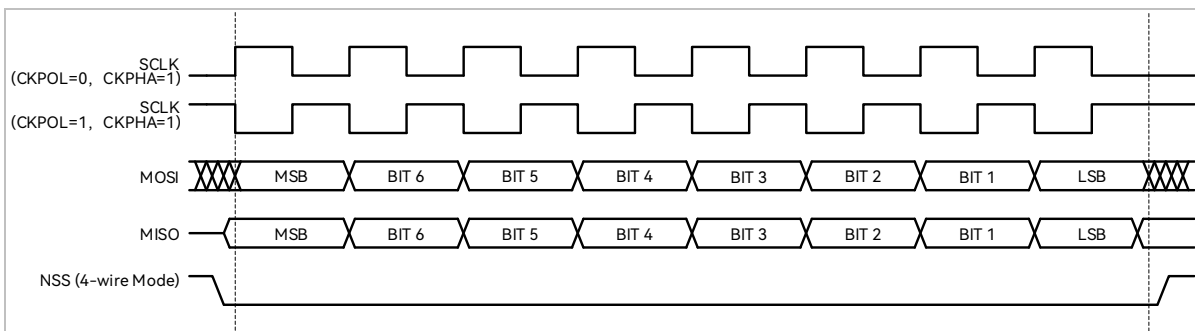 SCLK
(CKPOL=0, CKPHA=1)
SCLK
(CKPOL=1, CKPHA=1)
MOSI MSB BIT 6 BIT 5 BIT 4 BIT 3 BIT 2 BIT 1 LSB
MISO MSB BIT 6 BIT 5 BIT 4 BIT 3 BIT 2 BIT 1 LSB
NSS (4-wire Mode)